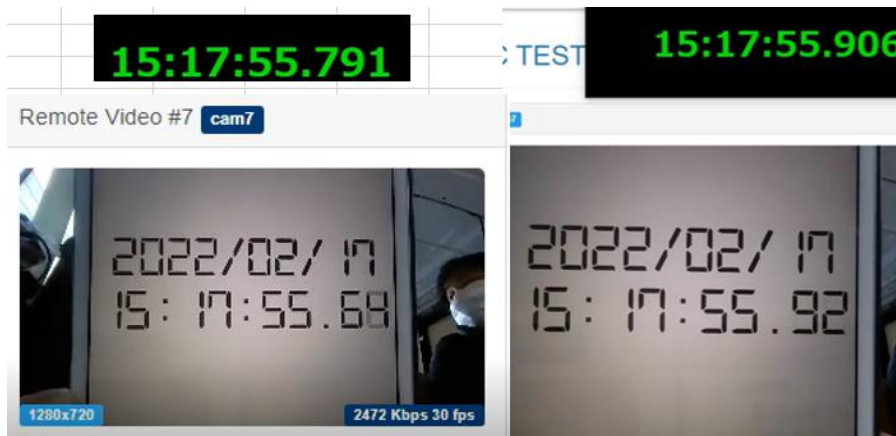 15:17:55.791
Remote Video #7 cam7
2022/02/17
15:17:55.68
1280x720
2472 Kbps 30 fps
C TEST
15:17:55.906
2022/02/17
15:17:55.92